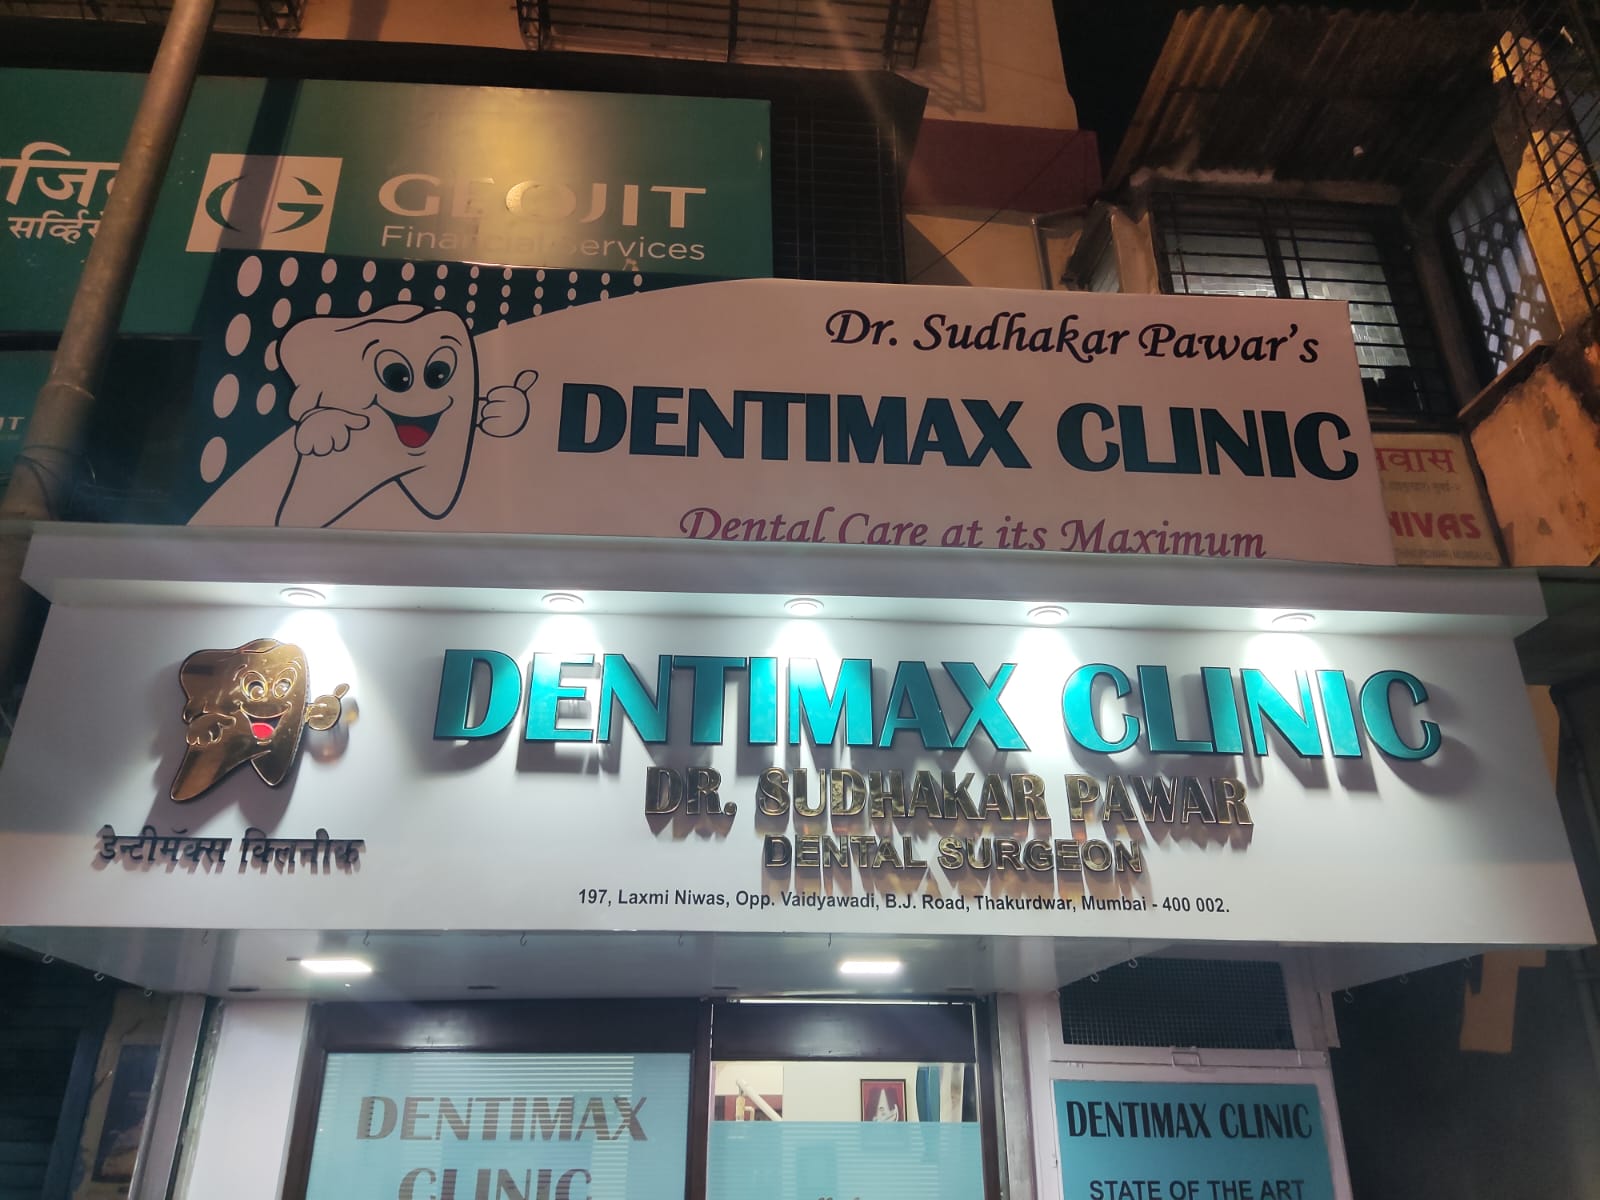 सर्व्हिसे
GEOJIT
Financial Services
Dr. Sudhakar Pawar's
DENTIMAX CLINIC
Dental Care at its Maximum
DENTIMAX CLINIC
DR. SUDHAKAR PAWAR
DENTAL SURGEON
डेन्टीमॅक्स क्लिनीक
197, Laxmi Niwas, Opp. Vaidyawadi, B.J. Road, Thakurdwar, Mumbai - 400 002.
DENTIMAX
CLINIC
DENTIMAX CLINIC
STATE OF THE ART